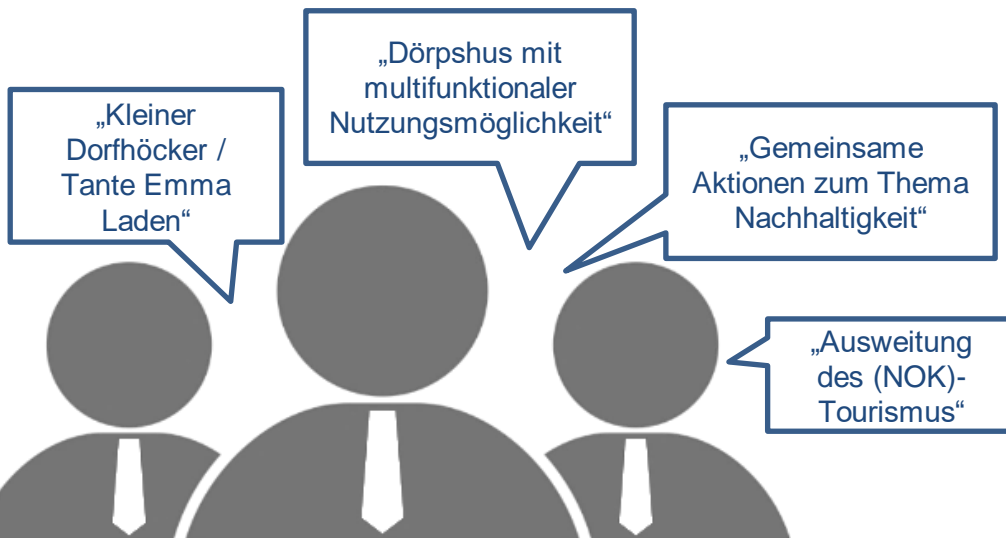 „Kleiner
Dorfhöcker /
Tante Emma
Laden“
„Dörpshus mit
multifunktionaler
Nutzungsmöglichkeit“
„Gemeinsame
Aktionen zum Thema
Nachhaltigkeit“
„Ausweitung
des (NOK)-
Tourismus“